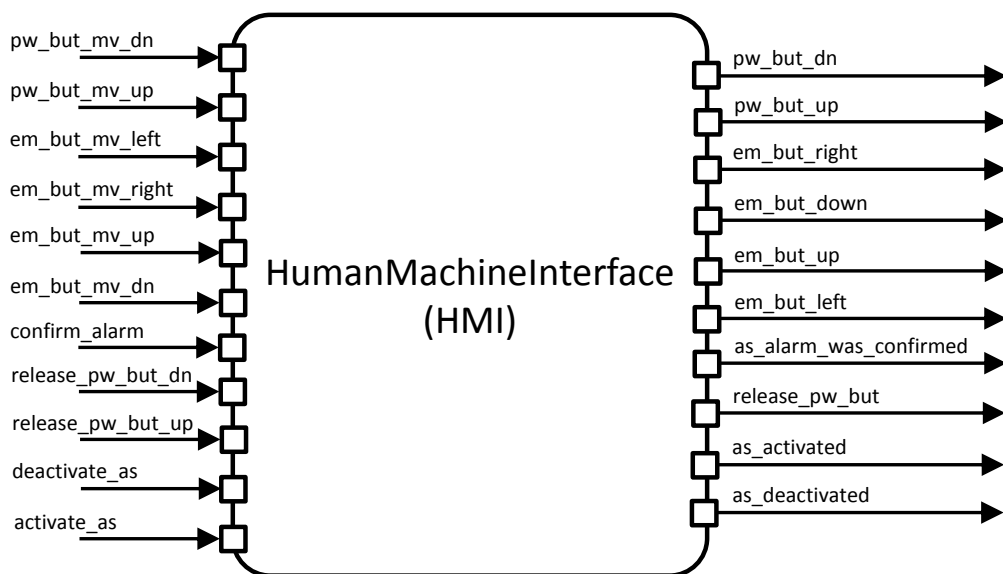 pw_but_mv_dn
pw_but_mv_up
em_but_mv_left
em_but_mv_right
em_but_mv_up
em_but_mv_dn
confirm_alarm
release_pw_but_dn
release_pw_but_up
deactivate_as
activate_as
HumanMachineInterface
(HMI)
pw_but_dn
pw_but_up
em_but_right
em_but_down
em_but_up
em_but_left
as_alarm_was_confirmed
release_pw_but
as_activated
as_deactivated